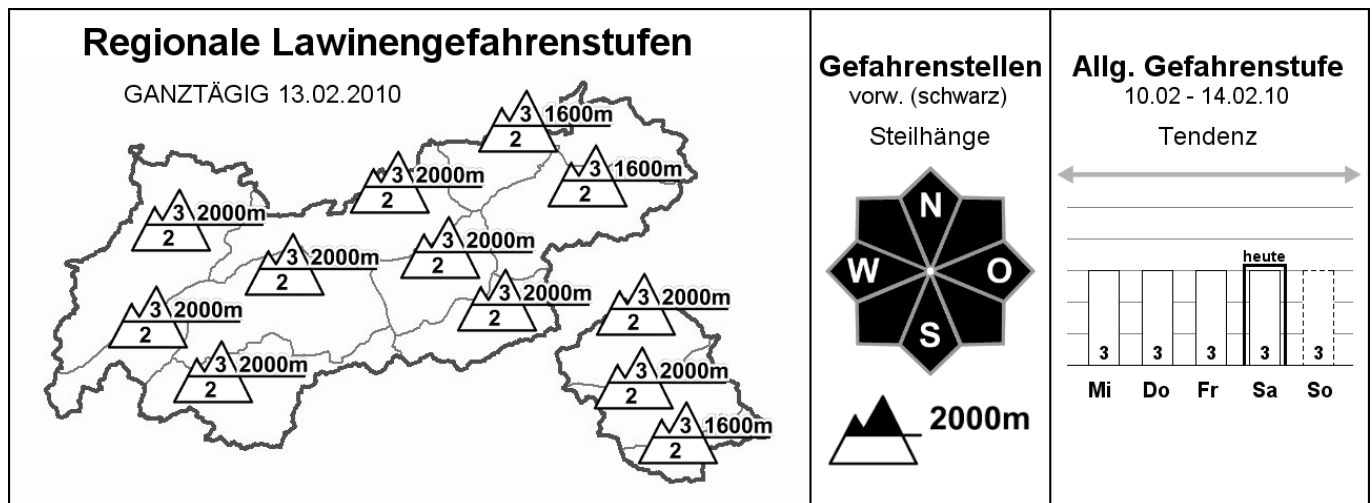 Regionale Lawinengefahrenstufen
GANZTÄGIG 13.02.2010
3 1600m
2
3 1600m
2
3 2000m
2
3 2000m
2
3 2000m
2
3 2000m
2
3 2000m
2
3 2000m
2
3 2000m
2
3 2000m
2
3 2000m
2
3 1600m
2
Gefahrenstellen
vorw. (schwarz)
Steilhänge
N
W O
S
2000m
Allg. Gefahrenstufe
10.02 - 14.02.10
Tendenz
heute
3 3 3 3 3
Mi Do Fr Sa So